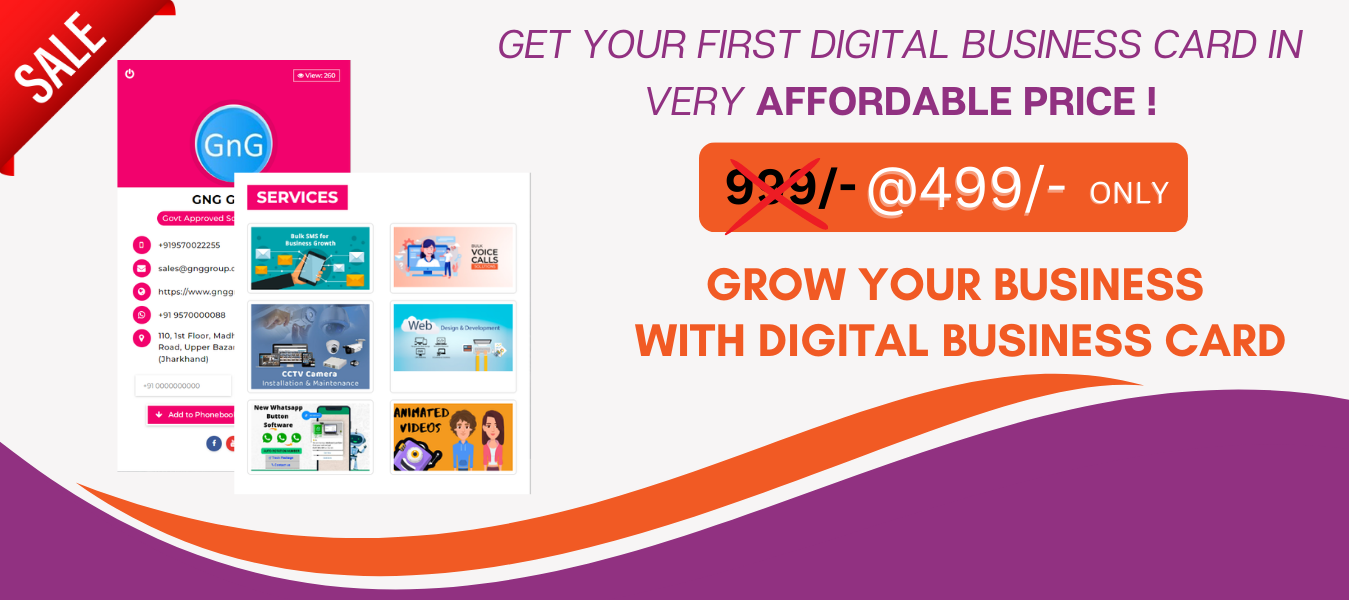 SALE
GET YOUR FIRST DIGITAL BUSINESS CARD IN
VERY AFFORDABLE PRICE !
999/- @499/- ONLY
GROW YOUR BUSINESS
WITH DIGITAL BUSINESS CARD
View: 260
GnG
GNG G
Govt Approved So
+919570022255
sales@gnggroup.c
https://www.gngg
+91 9570000088
110, 1st Floor, Madh
Road, Upper Bazar
(Jharkhand)
+91 0000000000
Add to Phoneboo
SERVICES
Bulk SMS for
Business Growth
BULK
VOICE
CALLS
SOLUTIONS
CCTV Camera
Installation & Maintenance
Web Design & Development
New Whatsapp
Button
Software
ANIMATED
VIDEOS